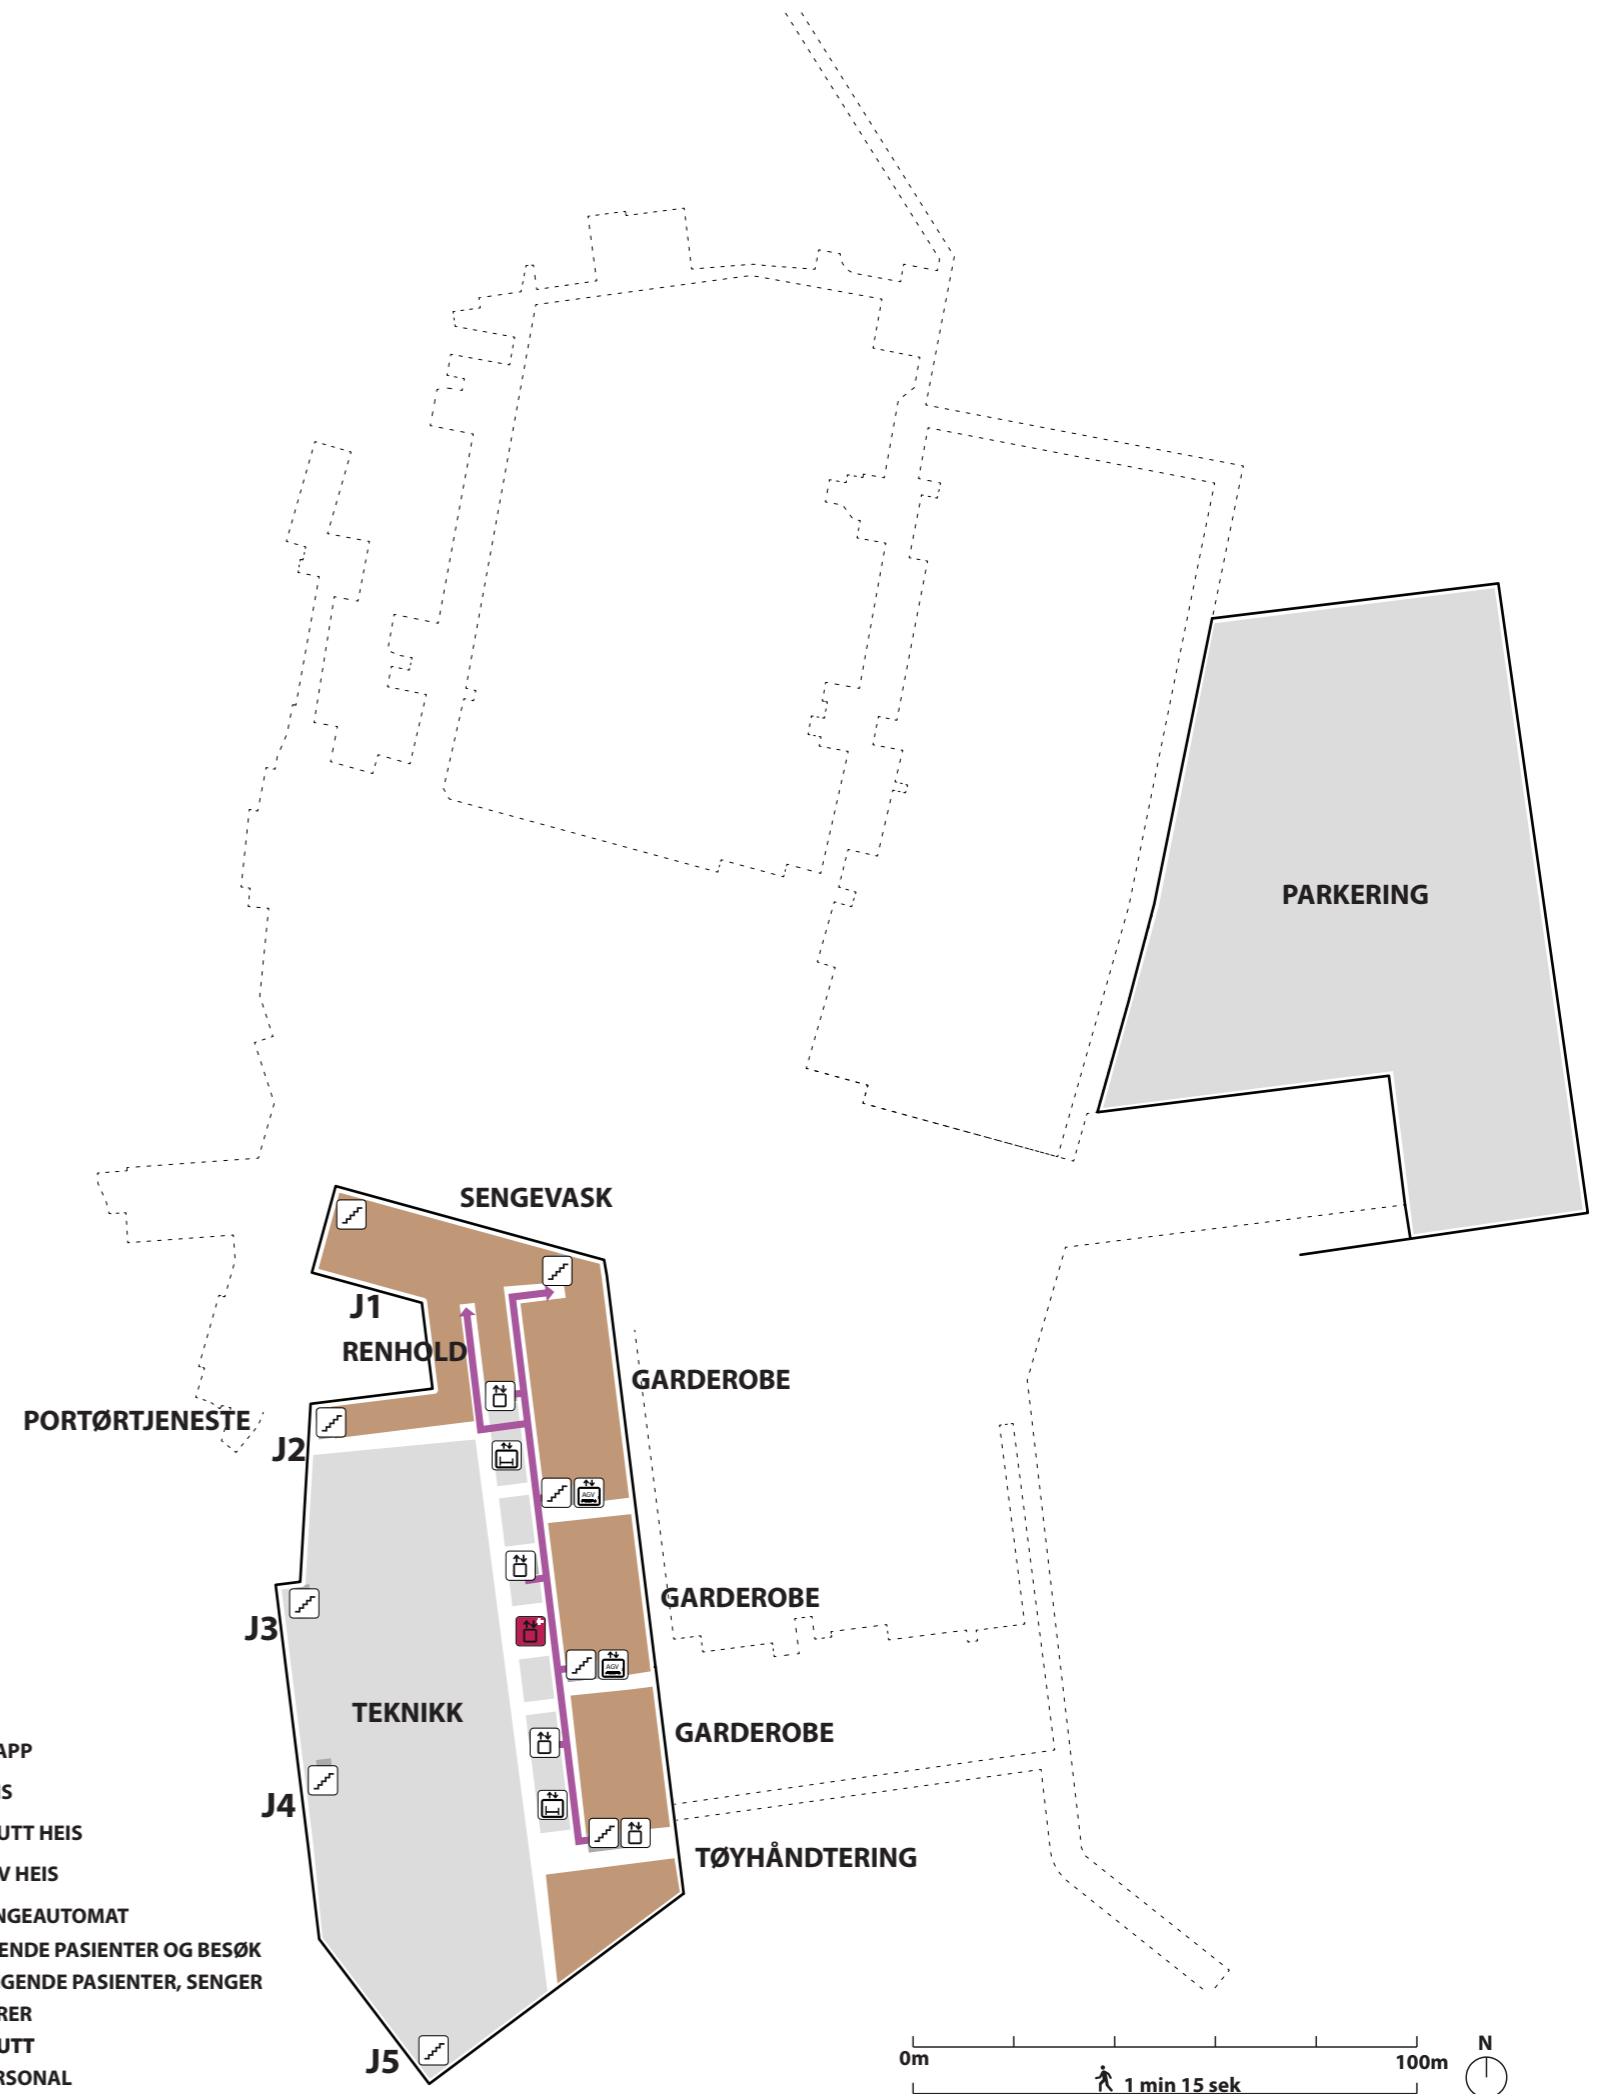 PARKERING
SENGEVASK
J1
RENHOLD
GARDEROBE
PORTØRTJENESTE
J2
AGV
GARDEROBE
J3
AGV
TEKNIKK
GARDEROBE
APP
J4
UTT HEIS
V HEIS
TØYHÅNDTERING
NGEAUTOMAT
ENDE PASIENTER OG BESØK
GGENDE PASIENTER, SENGER
RER
UTT
J5
RSONAL
0m
100m
N
1 min 15 sek